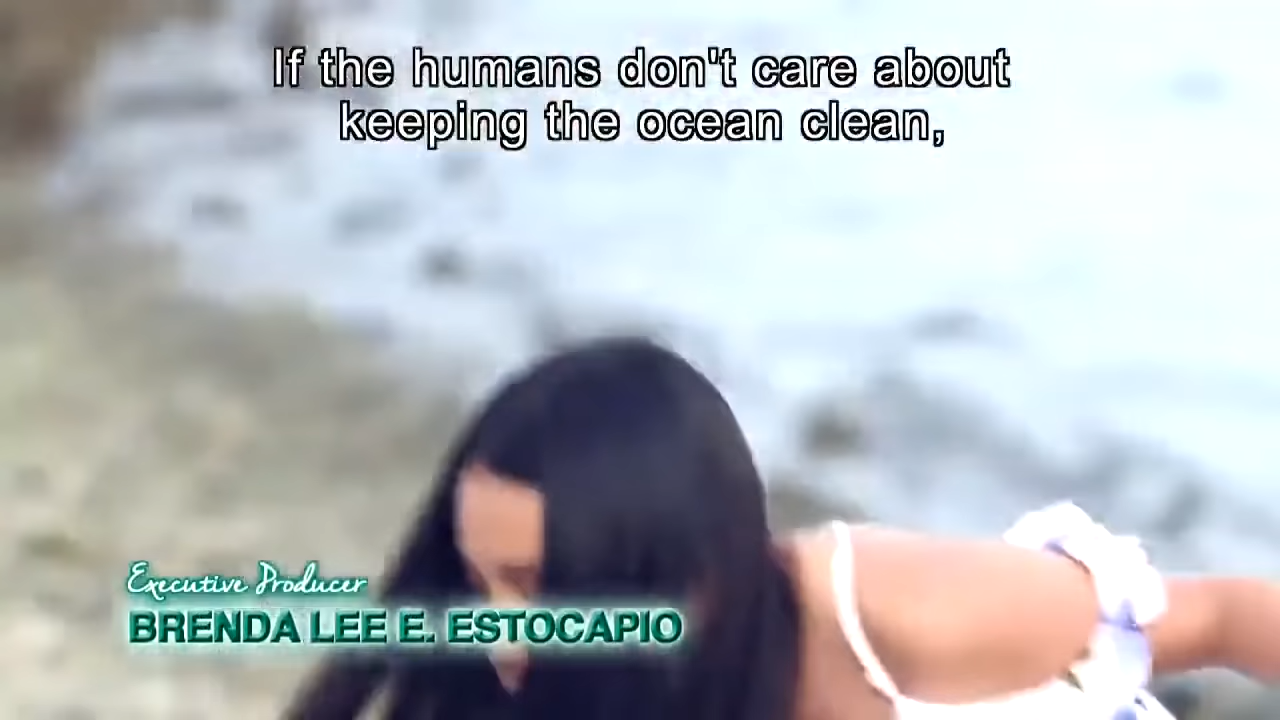 If the humans don't care about
keeping the ocean clean,
Executive Producer
BRENDA LEE E. ESTOCAPIO